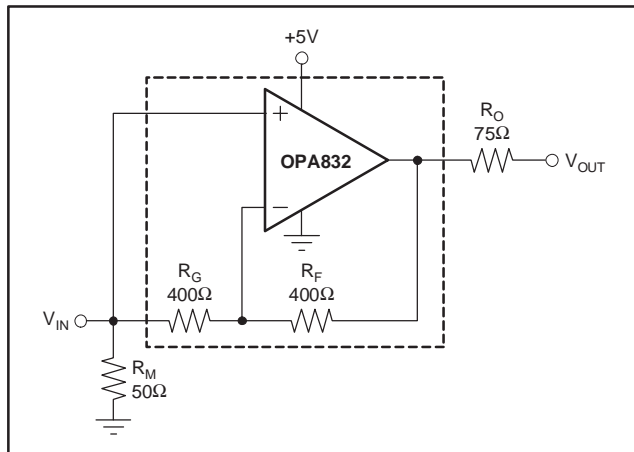 +5V
R_O
75Ω
+
OPA832
V_OUT
−
R_G
400Ω
R_F
400Ω
V_IN
R_M
50Ω